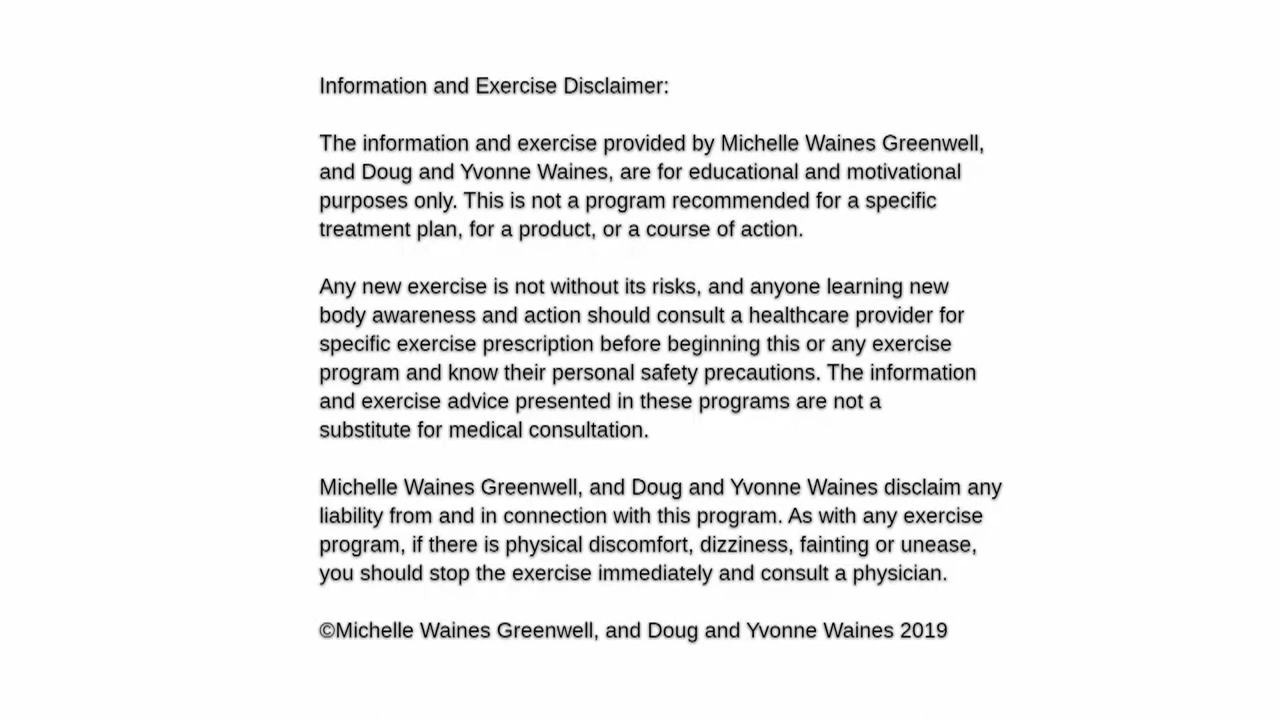 Information and Exercise Disclaimer:
The information and exercise provided by Michelle Waines Greenwell,
and Doug and Yvonne Waines, are for educational and motivational
purposes only. This is not a program recommended for a specific
treatment plan, for a product, or a course of action.
Any new exercise is not without its risks, and anyone learning new
body awareness and action should consult a healthcare provider for
specific exercise prescription before beginning this or any exercise
program and know their personal safety precautions. The information
and exercise advice presented in these programs are not a
substitute for medical consultation.
Michelle Waines Greenwell, and Doug and Yvonne Waines disclaim any
liability from and in connection with this program. As with any exercise
program, if there is physical discomfort, dizziness, fainting or unease,
you should stop the exercise immediately and consult a physician.
©Michelle Waines Greenwell, and Doug and Yvonne Waines 2019